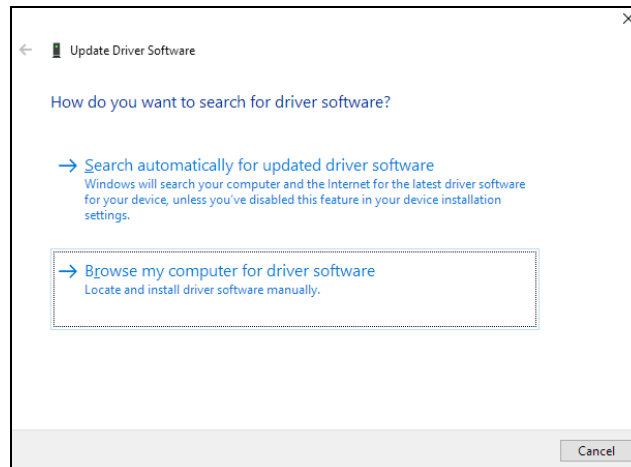 Update Driver Software
How do you want to search for driver software?
Search automatically for updated driver software
Windows will search your computer and the Internet for the latest driver software
for your device, unless you've disabled this feature in your device installation
settings.
Browse my computer for driver software
Locate and install driver software manually.
Cancel